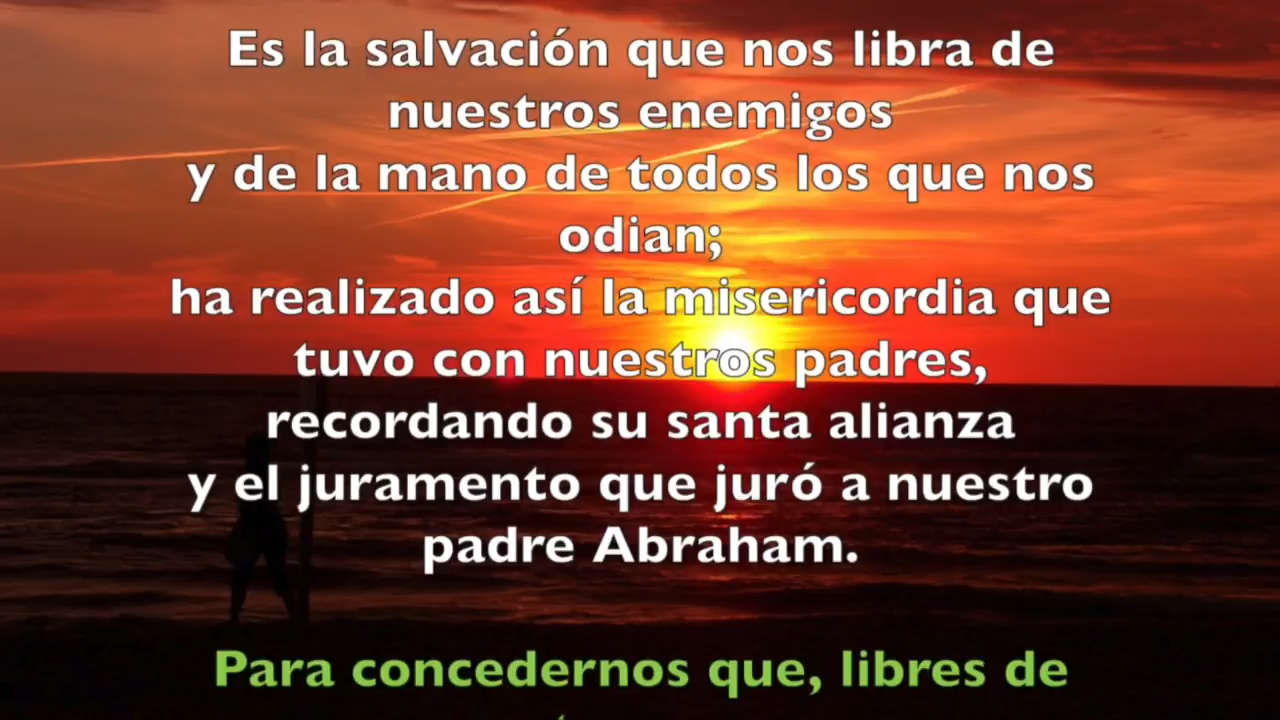 Es la salvación que nos libra de
nuestros enemigos
y de la mano de todos los que nos
odian;
ha realizado así la misericordia que
tuvo con nuestros padres,
recordando su santa alianza
y el juramento que juró a nuestro
padre Abraham.
Para concedernos que, libres de